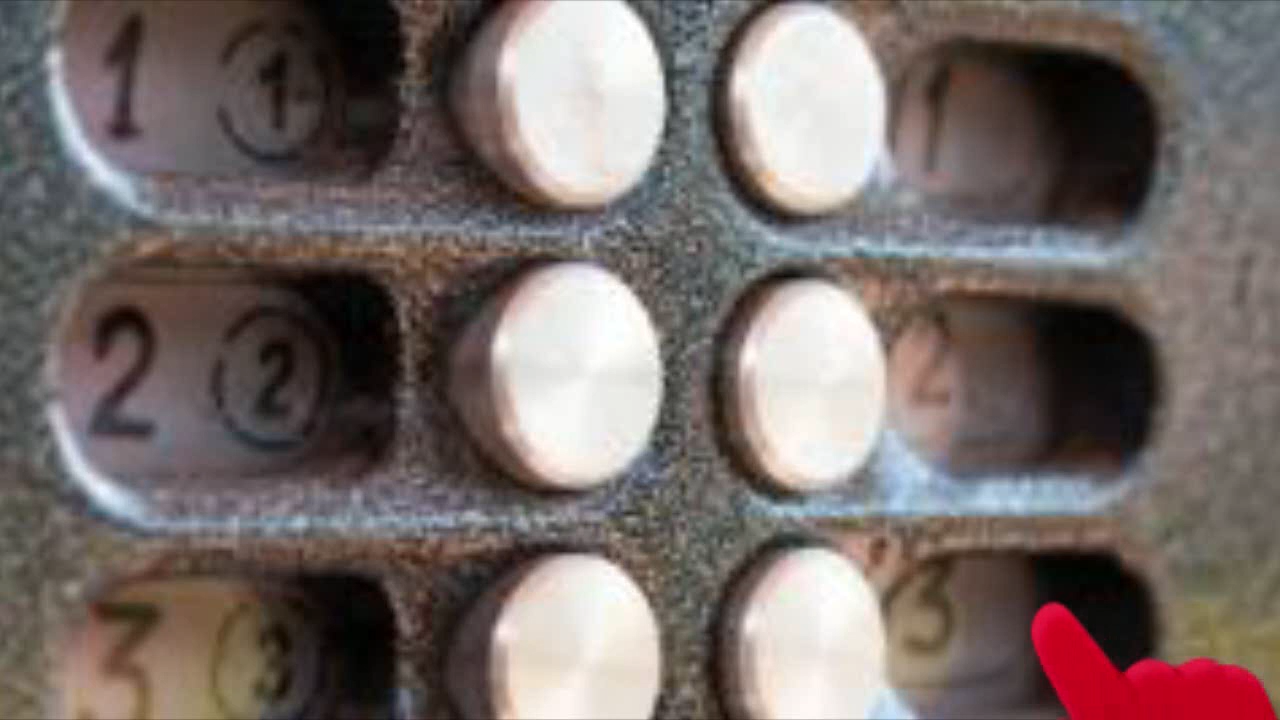 1 ① 1
2 ② 2
3 ③ 3